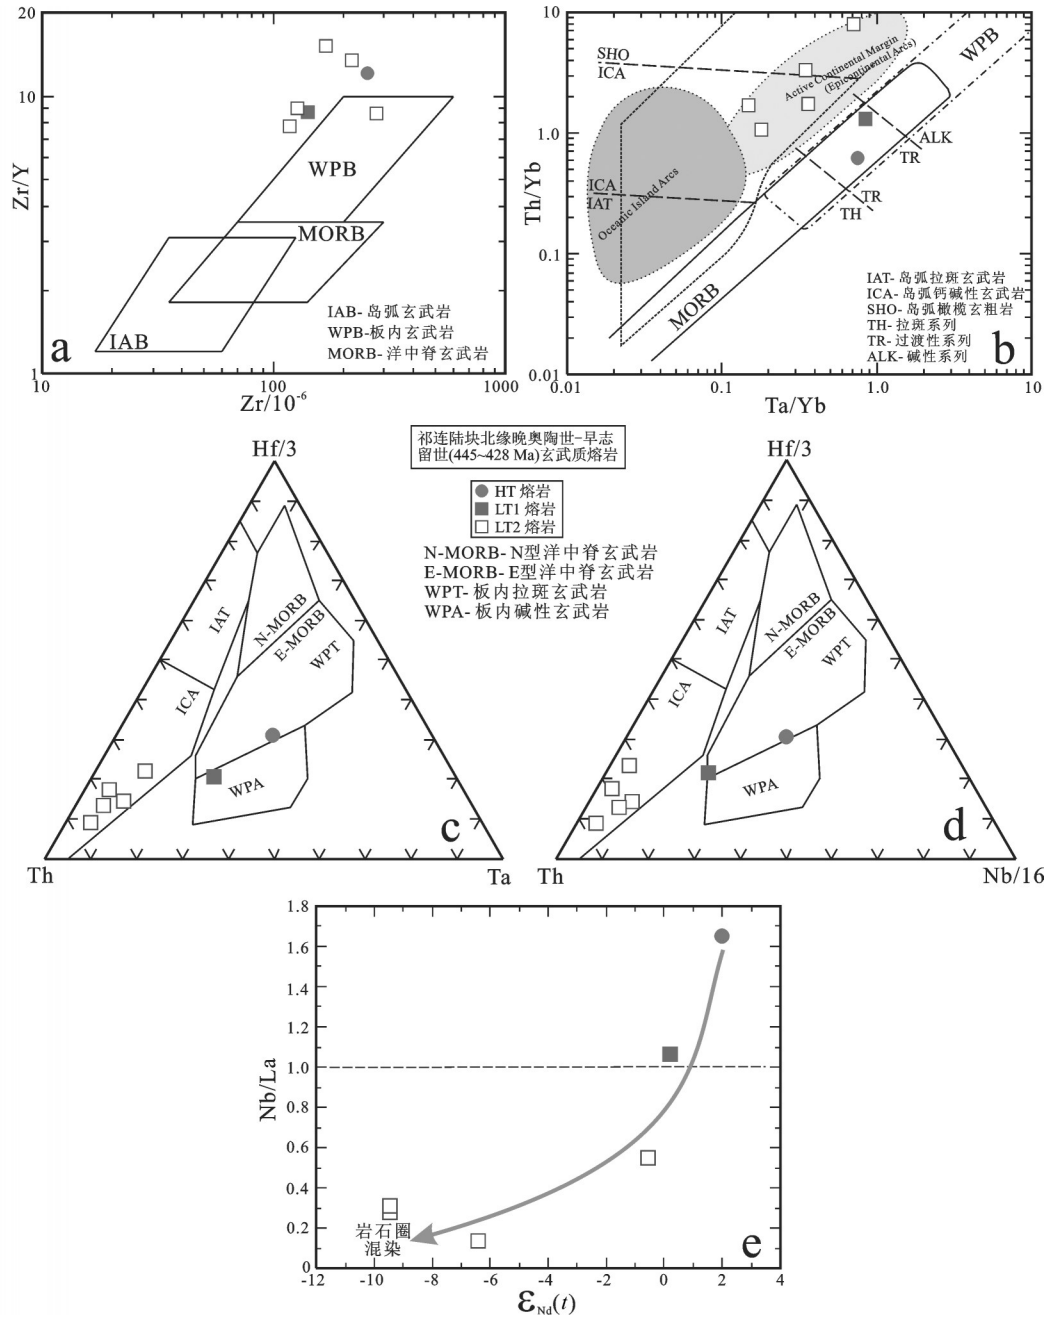 20
10
1
Zr/Y
WPB
MORB
IAB
IAB-岛弧玄武岩
WPB-板内玄武岩
MORB-洋中脊玄武岩
a
10
100
1000
Zr/10⁻⁶
10
1.0
0.1
0.01
Th/Yb
SHO
ICA
Active Continental Margin
(Epicontinental Arcs)
WPB
ALK
TR
TR
TH
ICA
IAT
Oceanic Island Arcs
MORB
IAT-岛弧拉斑玄武岩
ICA-岛弧钙碱性玄武岩
SHO-岛弧橄榄玄粗岩
TH-拉斑系列
TR-过渡性系列
ALK-碱性系列
b
0.01
0.1
1.0
10
Ta/Yb
祁连陆块北缘晚奥陶世-早志
留世(445~428 Ma)玄武质熔岩
HT 熔岩
LT1 熔岩
LT2 熔岩
N-MORB-N型洋中脊玄武岩
E-MORB-E型洋中脊玄武岩
WPT-板内拉斑玄武岩
WPA-板内碱性玄武岩
Hf/3
IAT
N-MORB
E-MORB
WPT
ICA
WPA
c
Th
Ta
Hf/3
IAT
N-MORB
E-MORB
WPT
ICA
WPA
d
Th
Nb/16
1.8
1.6
1.4
1.2
1.0
0.8
0.6
0.4
0.2
0
Nb/La
岩石圈
混染
e
-12
-10
-8
-6
-4
-2
0
2
4
εNd(t)